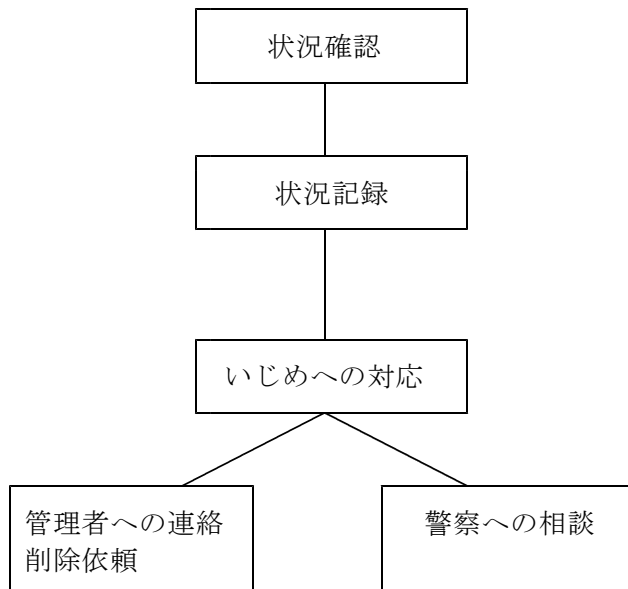 状況確認
状況記録
いじめへの対応
管理者への連絡
削除依頼
警察への相談